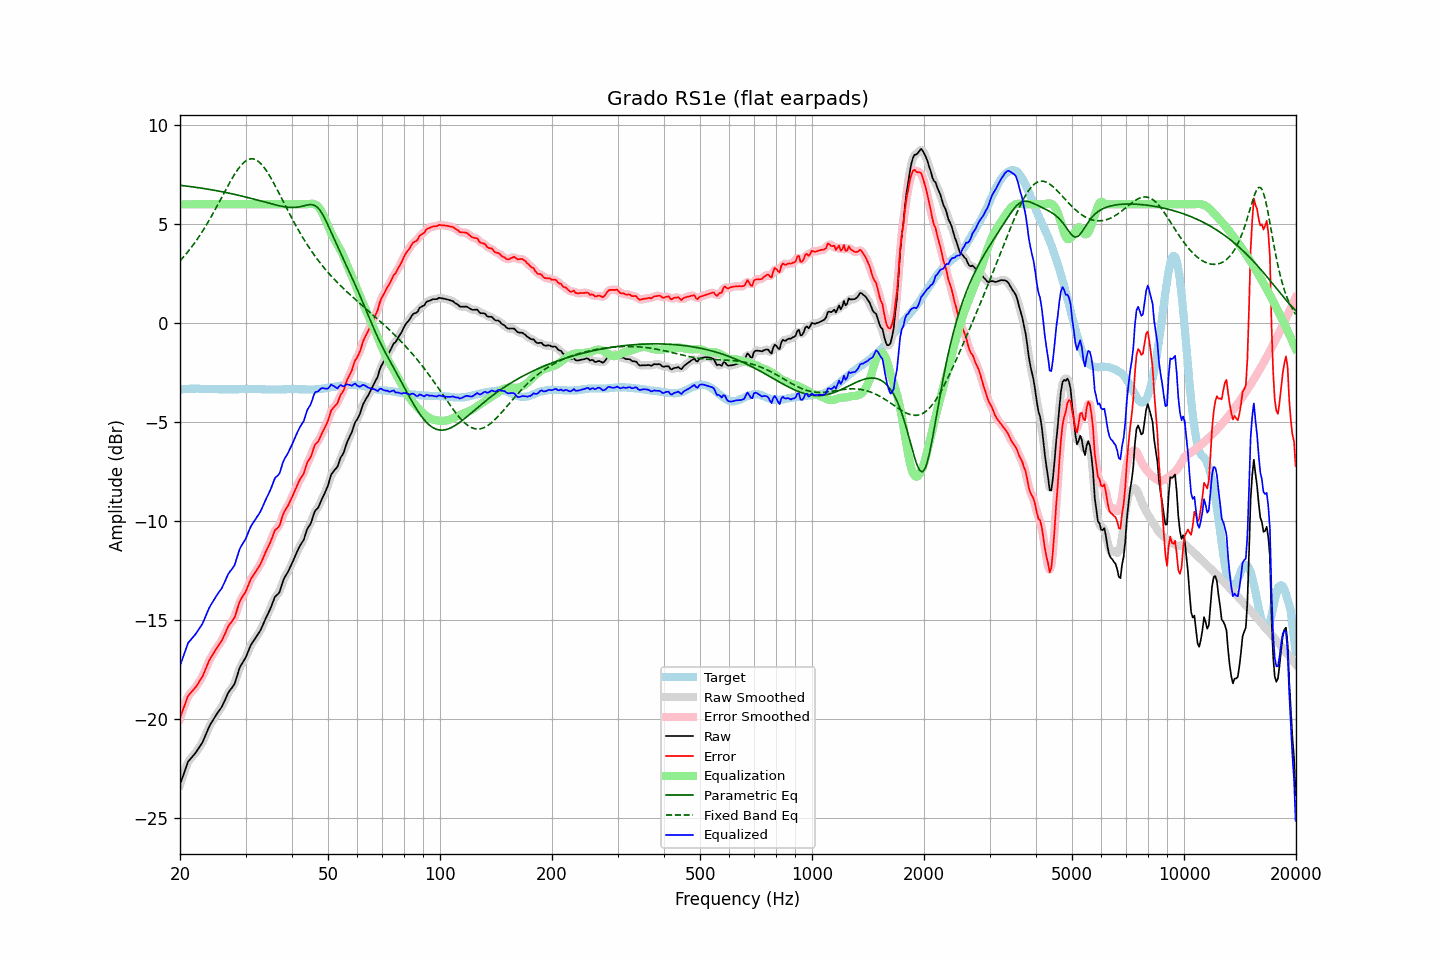 Grado RS1e (flat earpads)
10
5
0
−5
−10
−15
−20
−25
Amplitude (dBr)
Target
Raw Smoothed
Error Smoothed
Raw
Error
Equalization
Parametric Eq
Fixed Band Eq
Equalized
20 50 100 200 500 1000 2000 5000 10000 20000
Frequency (Hz)